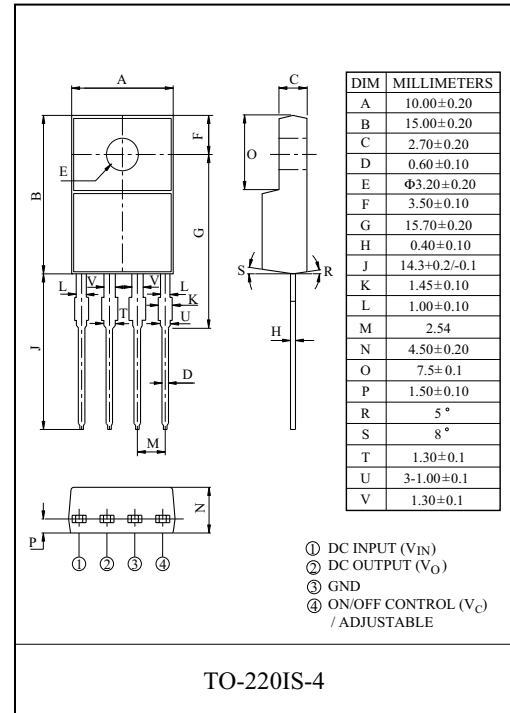 A
F
E
O
B
G
C
L
V
V
L
K
T
U
S
R
H
J
D
M
N
P
① ② ③ ④
DIM MILLIMETERS
A 10.00±0.20
B 15.00±0.20
C 2.70±0.20
D 0.60±0.10
E Φ3.20±0.20
F 3.50±0.10
G 15.70±0.20
H 0.40±0.10
J 14.3+0.2/-0.1
K 1.45±0.10
L 1.00±0.10
M 2.54
N 4.50±0.20
O 7.5±0.1
P 1.50±0.10
R 5°
S 8°
T 1.30±0.1
U 3-1.00±0.1
V 1.30±0.1
① DC INPUT (VIN)
② DC OUTPUT (VO)
③ GND
④ ON/OFF CONTROL (VC)
/ ADJUSTABLE
TO-220IS-4